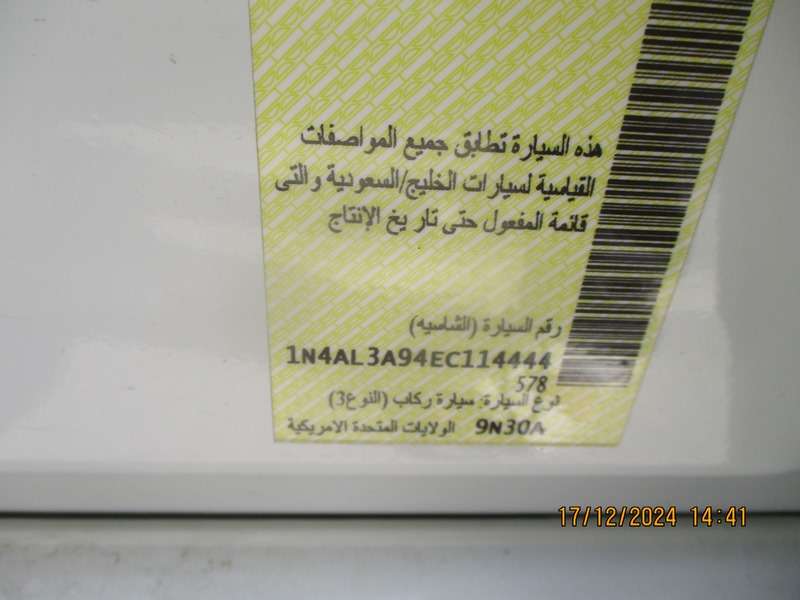 هذه السيارة تطابق جميع المواصفات
القياسية لسيارات الخليج/السعودية والتي
قائمة المفعول حتى تاريخ الإنتاج
رقم السيارة (الشاسيه)
1N4AL3A94EC114444
578
نوع السيارة: سيارة ركاب (النوع3)
9N30A الولايات المتحدة الامريكية
17/12/2024 14:41